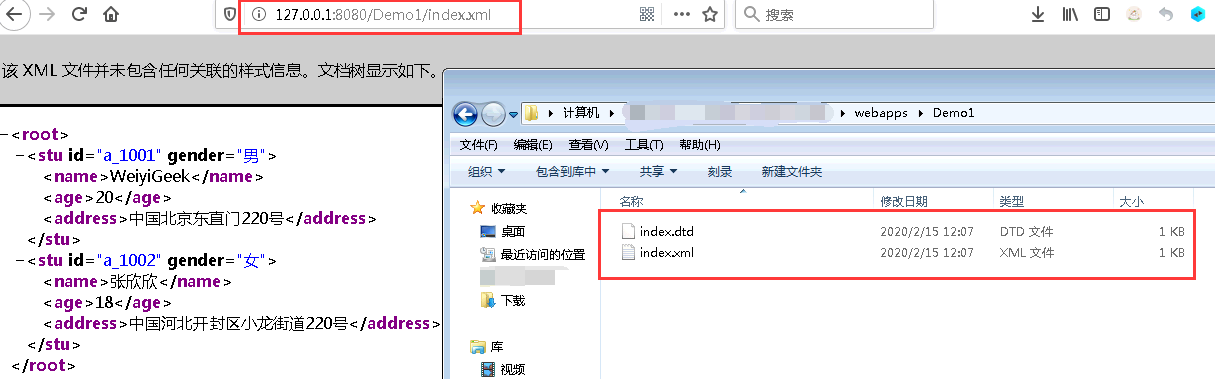 127.0.0.1:8080/Demo1/index.xml
搜索
该 XML 文件并未包含任何关联的样式信息。文档树显示如下。
−<root>
−<stu id="a_1001" gender="男">
<name>WeiyiGeek</name>
<age>20</age>
<address>中国北京东直门220号</address>
</stu>
−<stu id="a_1002" gender="女">
<name>张欣欣</name>
<age>18</age>
<address>中国河北开封区小龙街道220号</address>
</stu>
</root>
计算机 webapps Demo1
文件(F) 编辑(E) 查看(V) 工具(T) 帮助(H)
组织 包含到库中 共享 刻录 新建文件夹
收藏夹
桌面
最近访问的位置
下载
库
视频
名称 修改日期 类型 大小
index.dtd 2020/2/15 12:07 DTD 文件 1 KB
index.xml 2020/2/15 12:07 XML 文件 1 KB